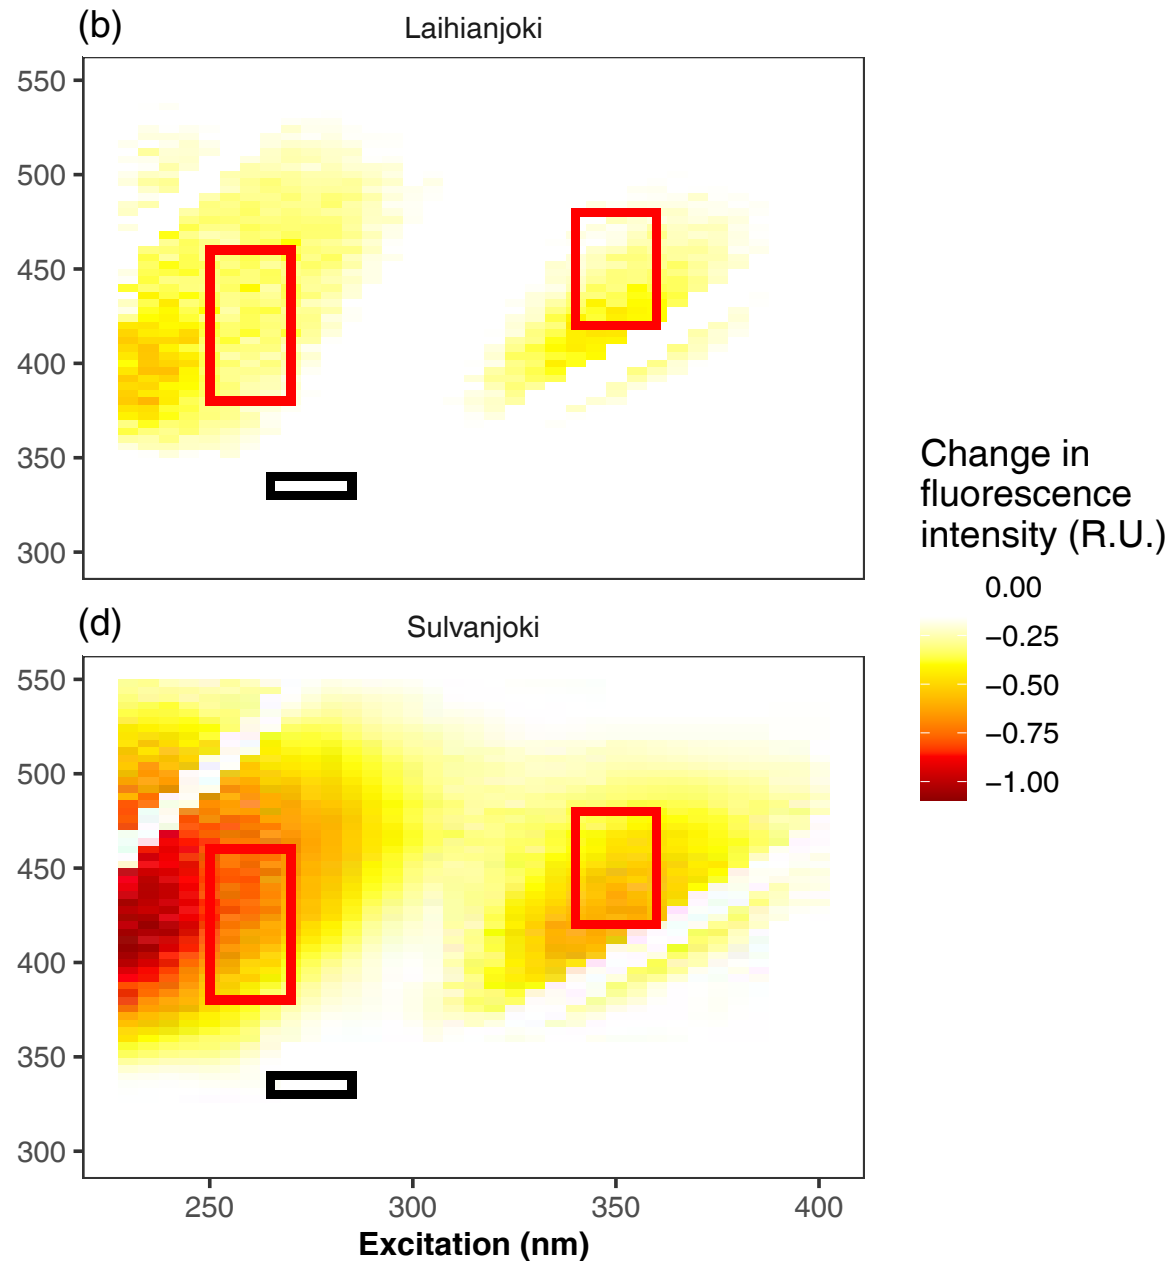 (b)
Laihianjoki
550
500
450
400
350
300
(d)
Sulvanjoki
550
500
450
400
350
300
250 300 350 400
Excitation (nm)
Change in
fluorescence
intensity (R.U.)
0.00
−0.25
−0.50
−0.75
−1.00